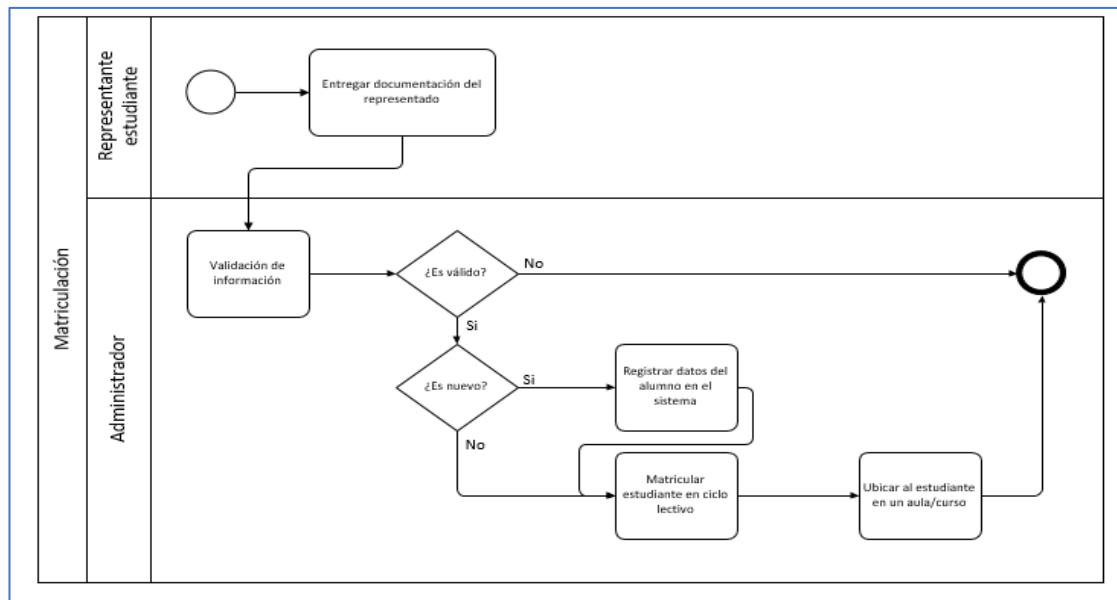 Matriculación
Representante
estudiante
Entregar documentación del
representado
Administrador
Validación de
información
¿Es válido?
No
Si
¿Es nuevo?
Si
No
Registrar datos del
alumno en el
sistema
Matricular
estudiante en ciclo
lectivo
Ubicar al estudiante
en un aula/curso